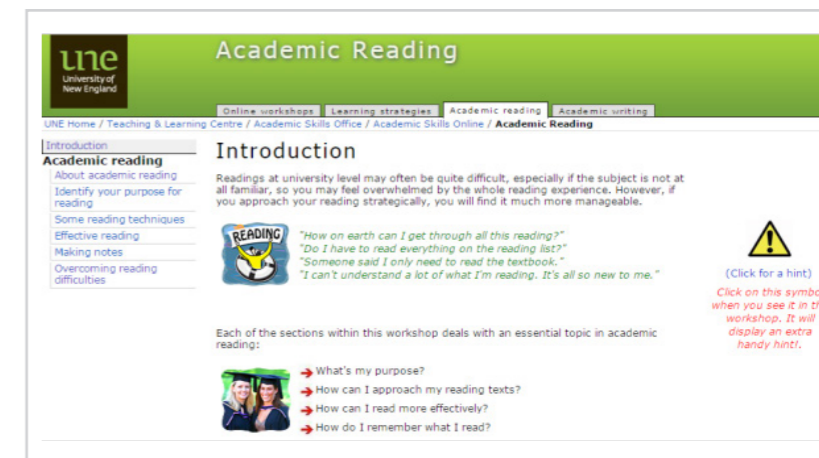 une
University of
New England
Academic Reading
Online workshops Learning strategies Academic reading Academic writing
UNE Home / Teaching & Learning Centre / Academic Skills Office / Academic Skills Online / Academic Reading
Introduction
Academic reading
About academic reading
Identify your purpose for
reading
Some reading techniques
Effective reading
Making notes
Overcoming reading
difficulties
Introduction
Readings at university level may often be quite difficult, especially if the subject is not at
all familiar, so you may feel overwhelmed by the whole reading experience. However, if
you approach your reading strategically, you will find it much more manageable.
READING
"How on earth can I get through all this reading?"
"Do I have to read everything on the reading list?"
"Someone said I only need to read the textbook."
"I can't understand a lot of what I'm reading. It's all so new to me."
(Click for a hint)
Click on this symbo
when you see it in th
workshop. It will
display an extra
handy hint!.
Each of the sections within this workshop deals with an essential topic in academic
reading:
What's my purpose?
How can I approach my reading texts?
How can I read more effectively?
How do I remember what I read?